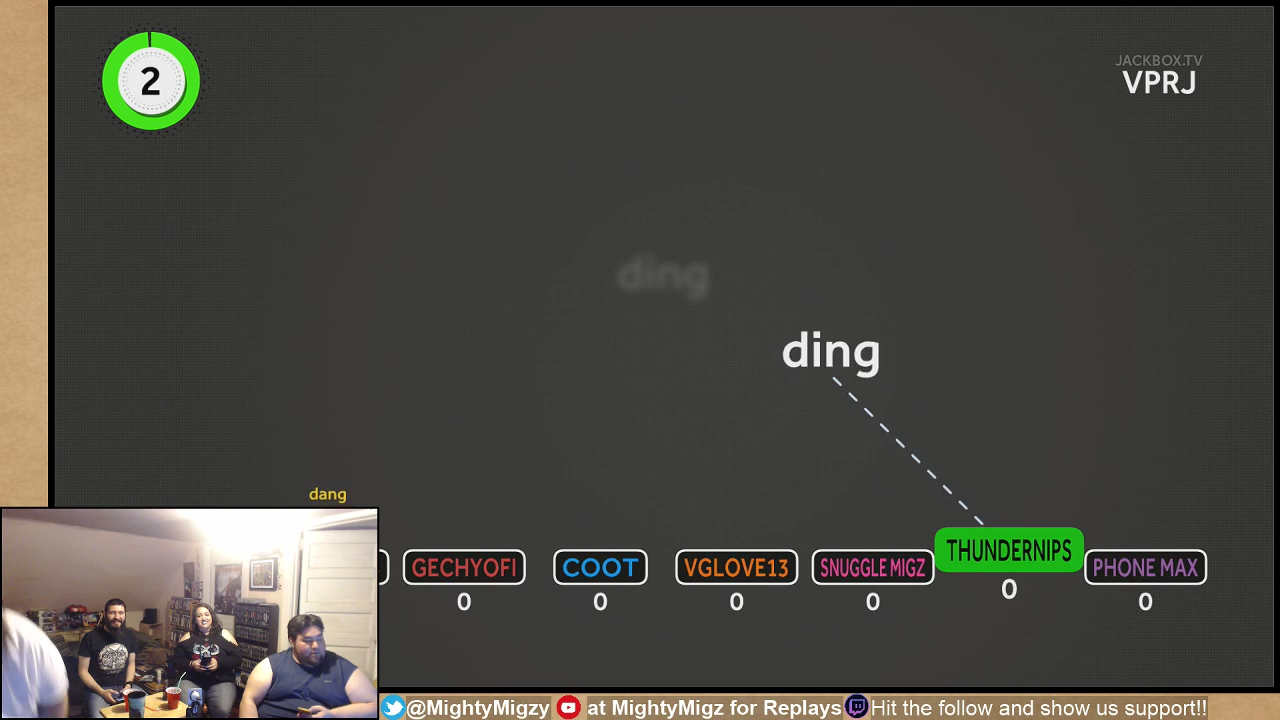 2
JACKBOX.TV
VPRJ
ding
ding
dang
GECHYOFI
COOT
VGLOVE13
SNUGGLE MIGZ
THUNDERNIPS
PHONE MAX
0
0
0
0
0
0
@MightyMigzy at MightyMigz for Replays Hit the follow and show us support!!